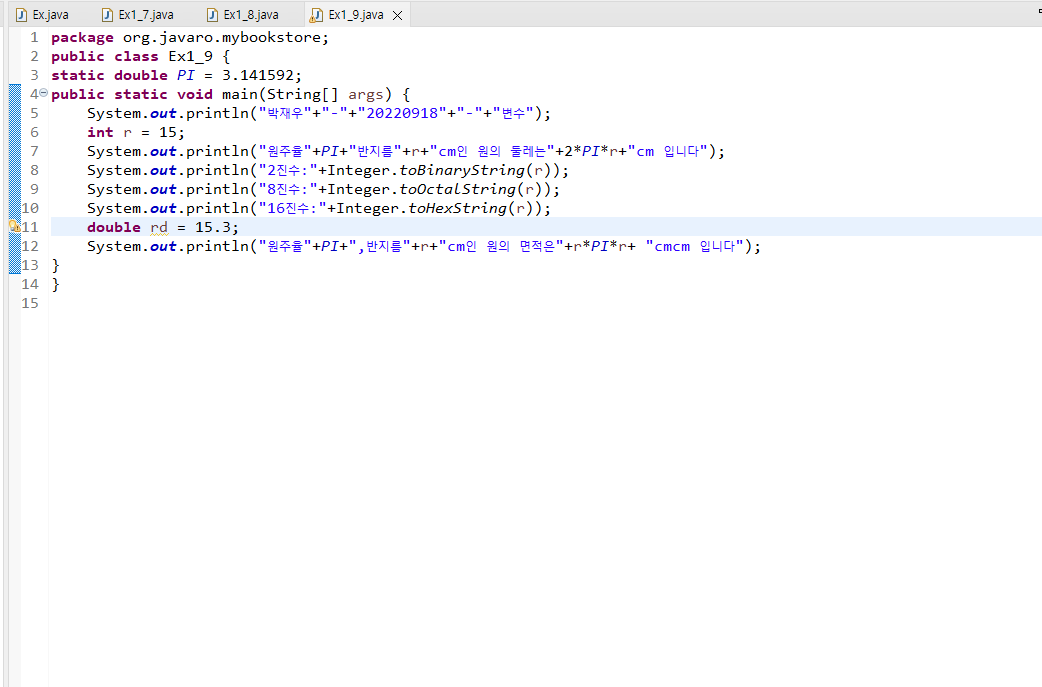 Ex.java Ex1_7.java Ex1_8.java Ex1_9.java
1 package org.javaro.mybookstore;
2 public class Ex1_9 {
3 static double PI = 3.141592;
4 public static void main(String[] args) {
5 System.out.println("박재우"+"-"+"20220918"+"-"+"변수");
6 int r = 15;
7 System.out.println("원주율"+PI+"반지름"+r+"cm인 원의 둘레는"+2*PI*r+"cm 입니다");
8 System.out.println("2진수:"+Integer.toBinaryString(r));
9 System.out.println("8진수:"+Integer.toOctalString(r));
10 System.out.println("16진수:"+Integer.toHexString(r));
11 double rd = 15.3;
12 System.out.println("원주율"+PI+",반지름"+r+"cm인 원의 면적은"+r*PI*r+ "cmcm 입니다");
13 }
14 }
15